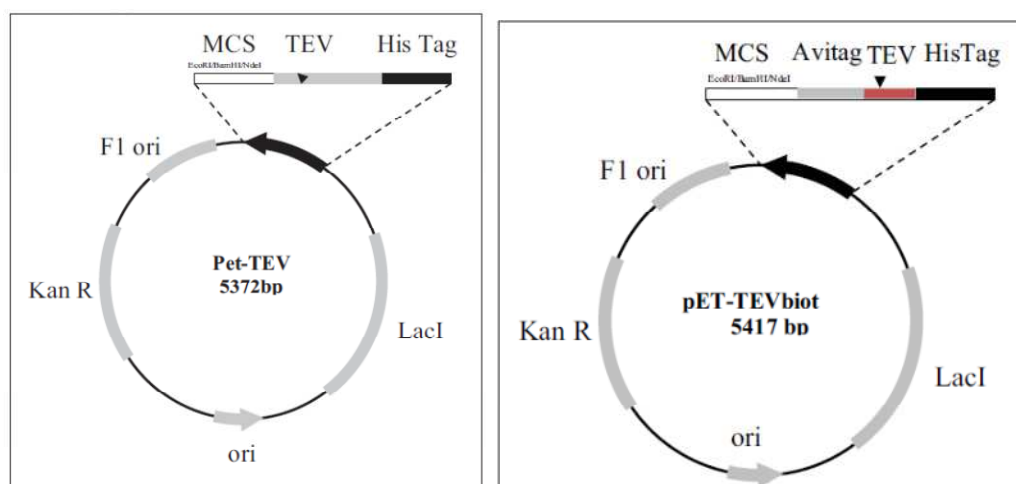 MCS TEV His Tag
EcoRI/BamHI/NdeI
F1 ori
Pet-TEV
5372bp
Kan R
LacI
ori
MCS Avitag TEV HisTag
EcoRI/BamHI/NdeI
F1 ori
pET-TEVbiot
5417 bp
Kan R
LacI
ori